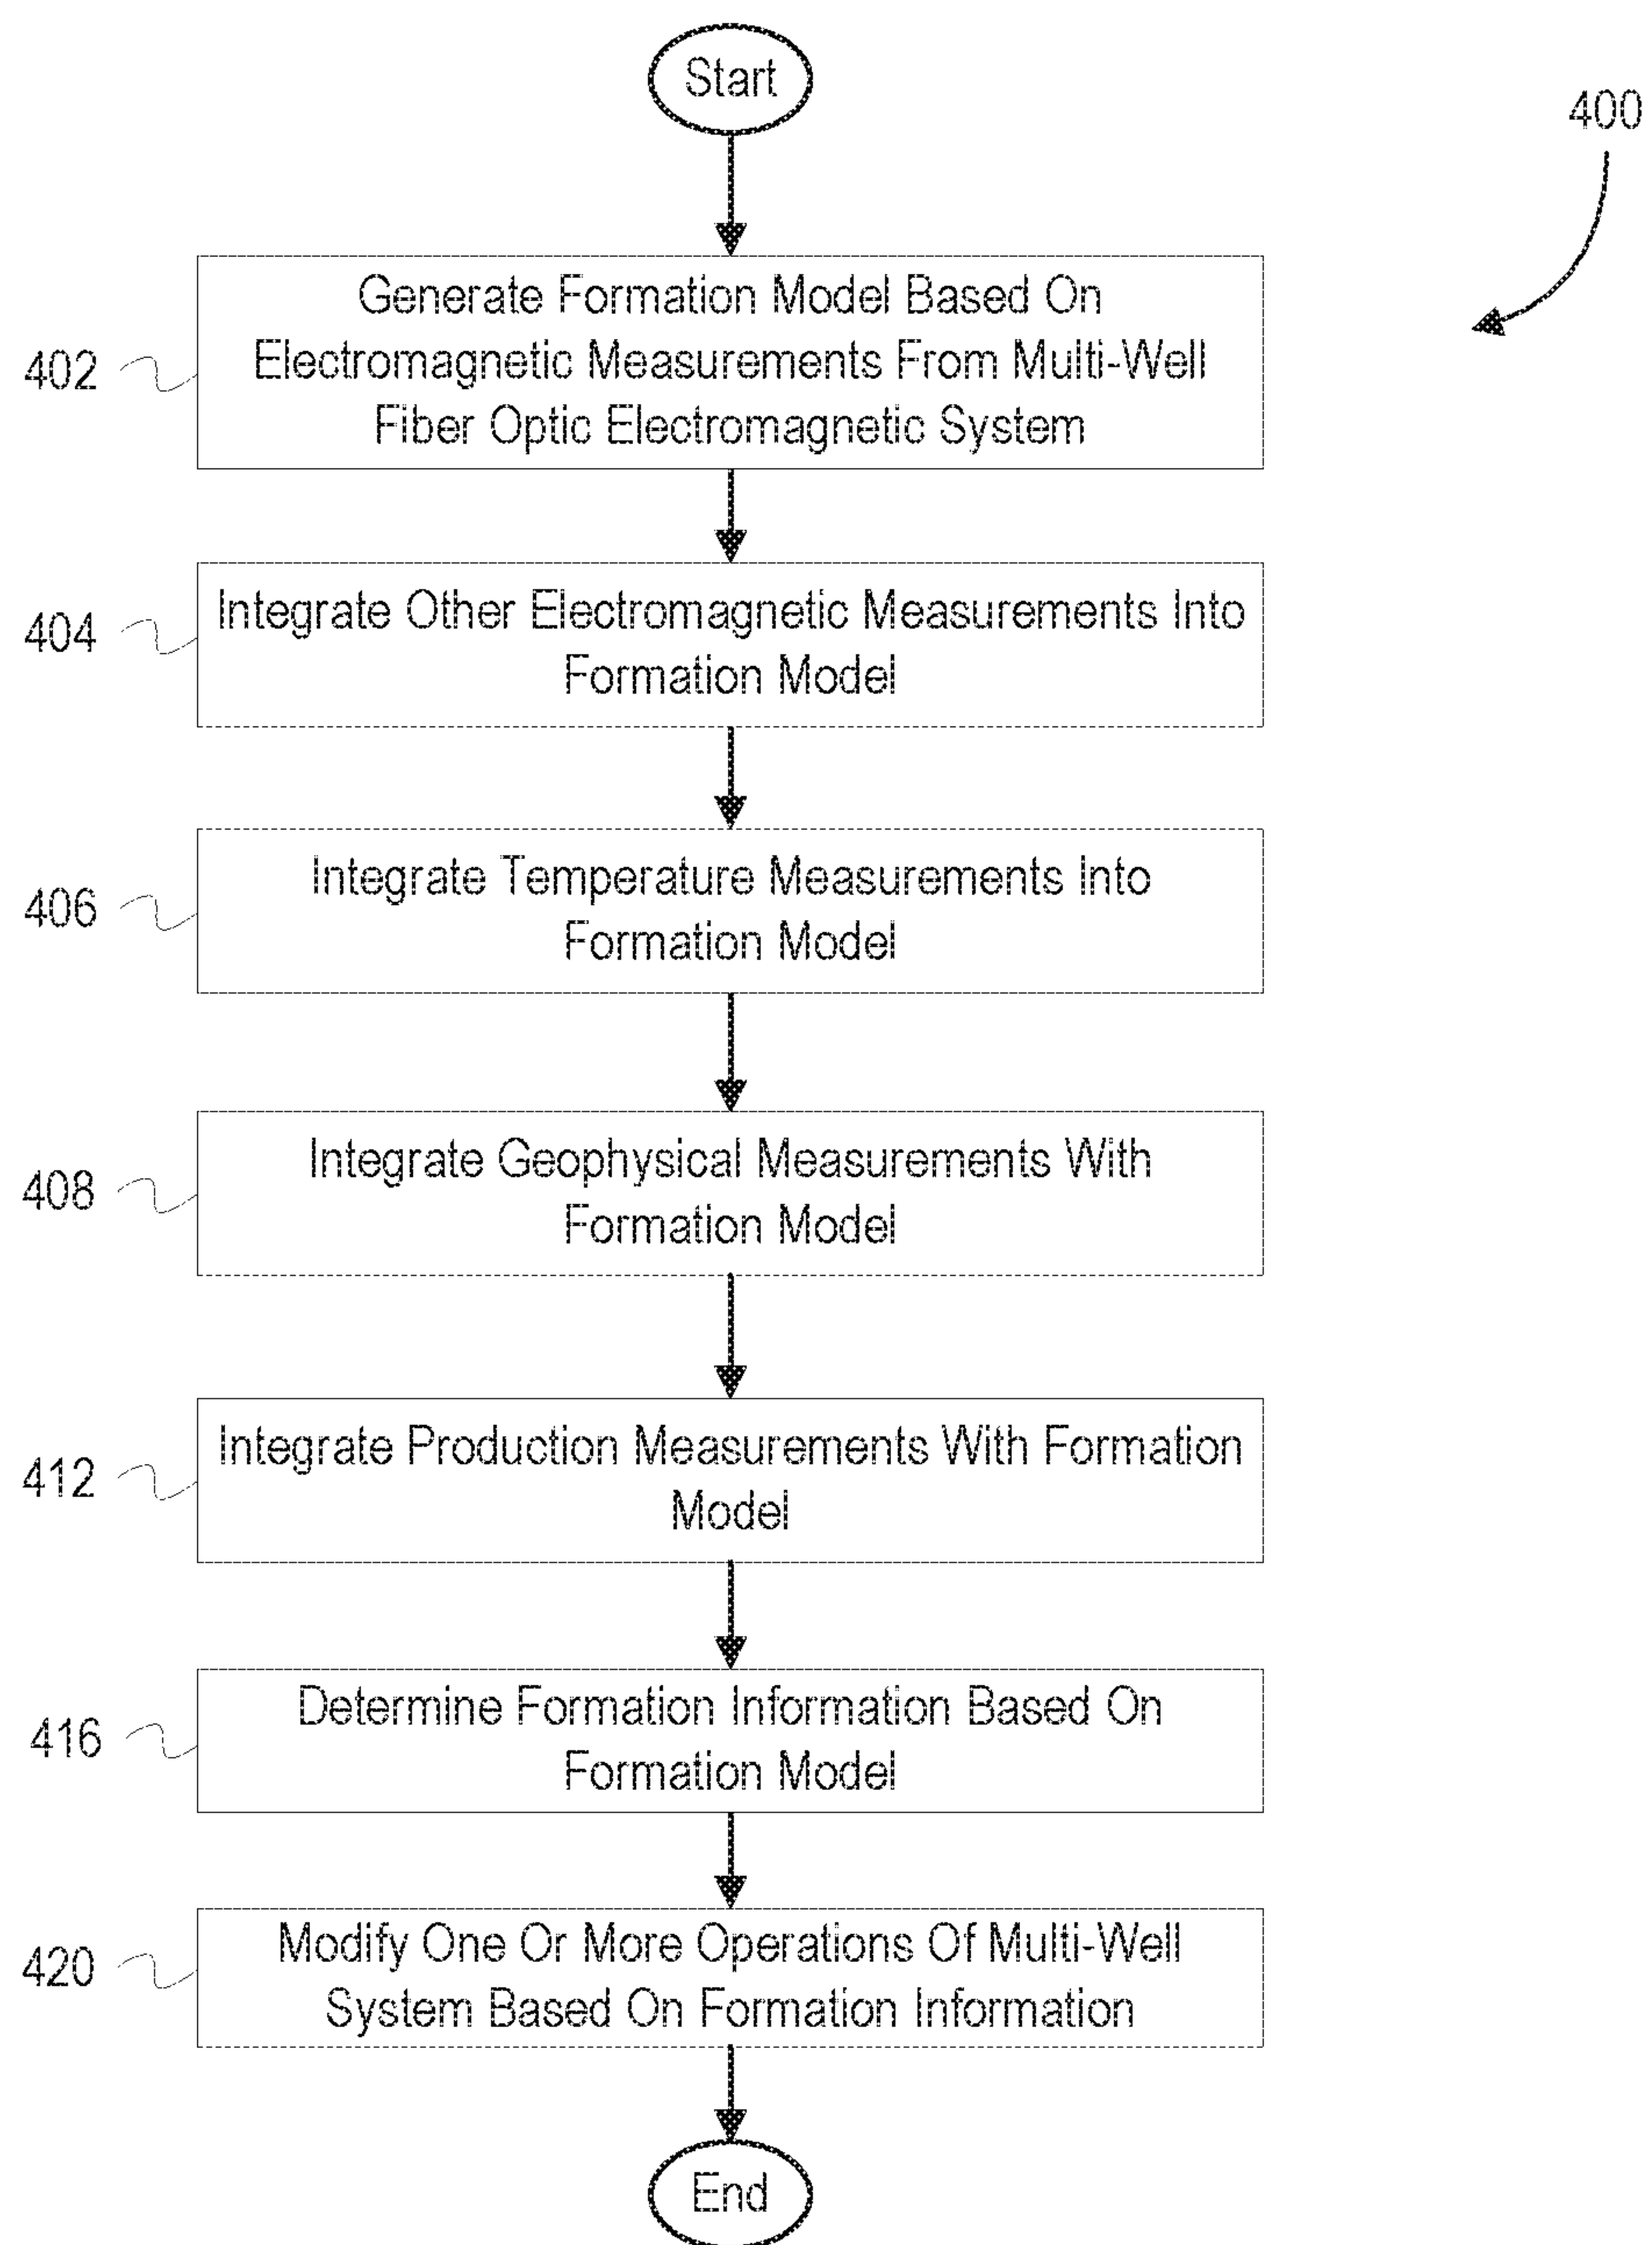 Start
400
Generate Formation Model Based On
Electromagnetic Measurements From Multi-Well
Fiber Optic Electromagnetic System
402
Integrate Other Electromagnetic Measurements Into
Formation Model
404
Integrate Temperature Measurements Into
Formation Model
406
Integrate Geophysical Measurements With
Formation Model
408
Integrate Production Measurements With Formation
Model
412
Determine Formation Information Based On
Formation Model
416
Modify One Or More Operations Of Multi-Well
System Based On Formation Information
420
End